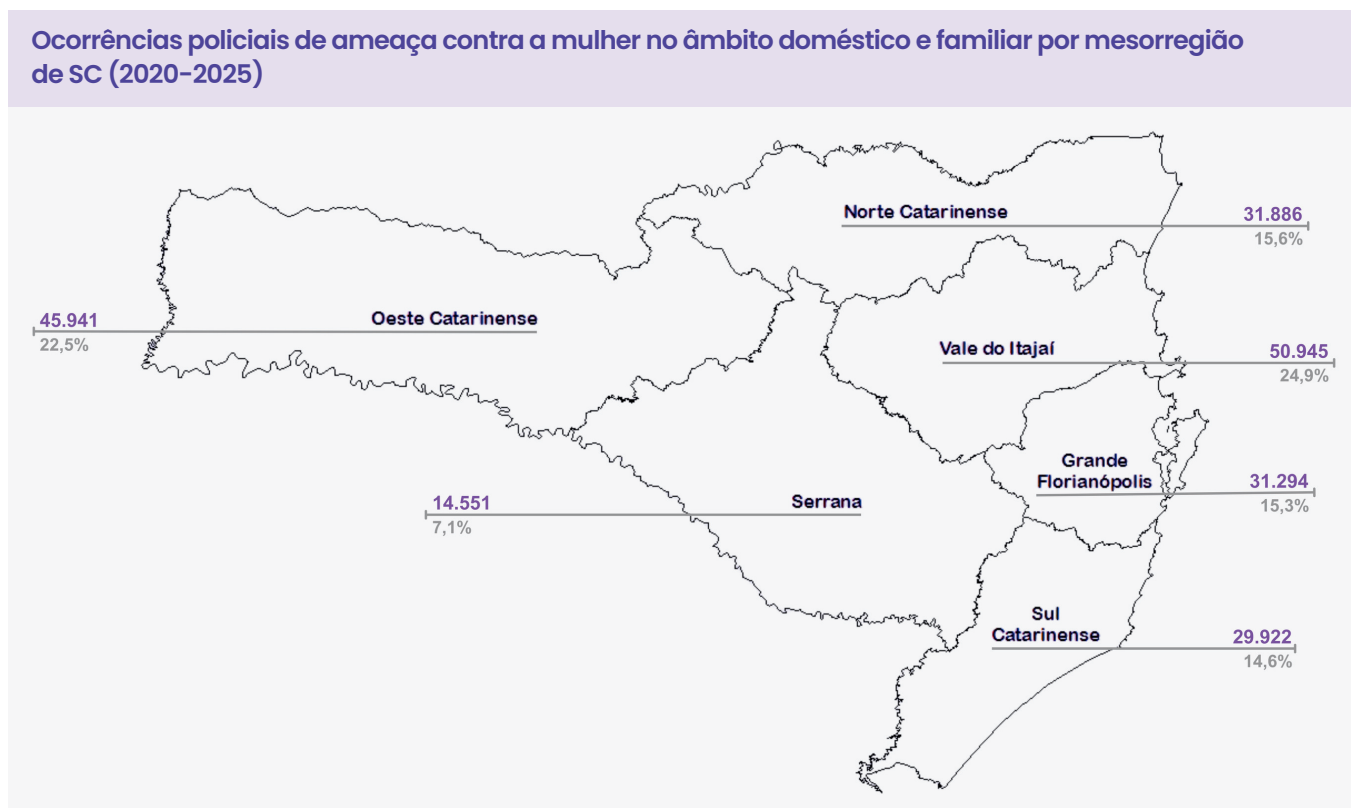 Ocorrências policiais de ameaça contra a mulher no âmbito doméstico e familiar por mesorregião
de SC (2020-2025)
Norte Catarinense
31.886
15,6%
Oeste Catarinense
45.941
22,5%
Vale do Itajaí
50.945
24,9%
Grande
Florianópolis
31.294
15,3%
Serrana
14.551
7,1%
Sul
Catarinense
29.922
14,6%